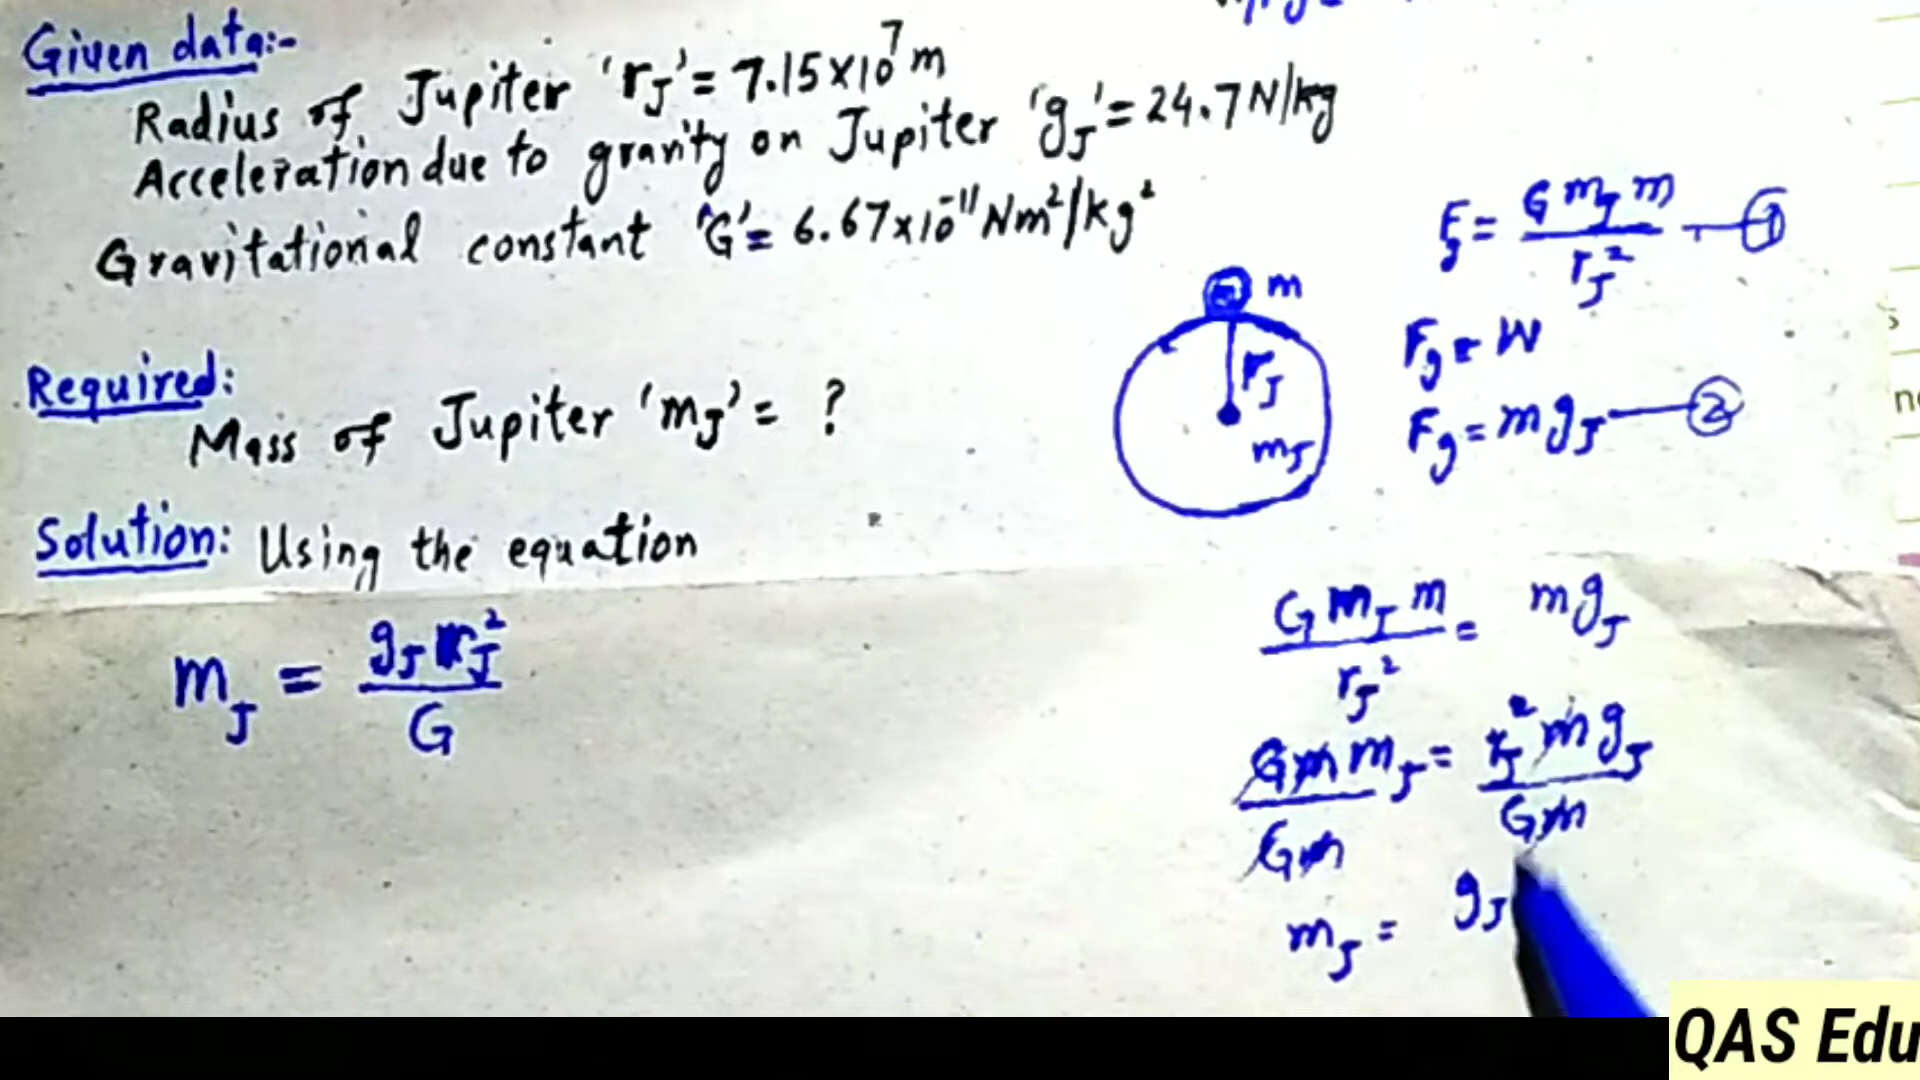 Given data:-
Radius of Jupiter 'rJ' = 7.15×10⁷ m
Acceleration due to gravity on Jupiter 'gJ' = 24.7 N/kg
Gravitational constant 'G' = 6.67×10⁻¹¹ Nm²/kg²
Required:
Mass of Jupiter 'mJ' = ?
Solution: Using the equation
mJ = gJ rJ² / G
m
rJ
mJ
Fg = G mJ m / rJ² — ①
Fg = W
Fg = m gJ — ②
G mJ m / rJ² = m gJ
G m mJ / G m = rJ² m gJ / G m
mJ = gJ
QAS Edu